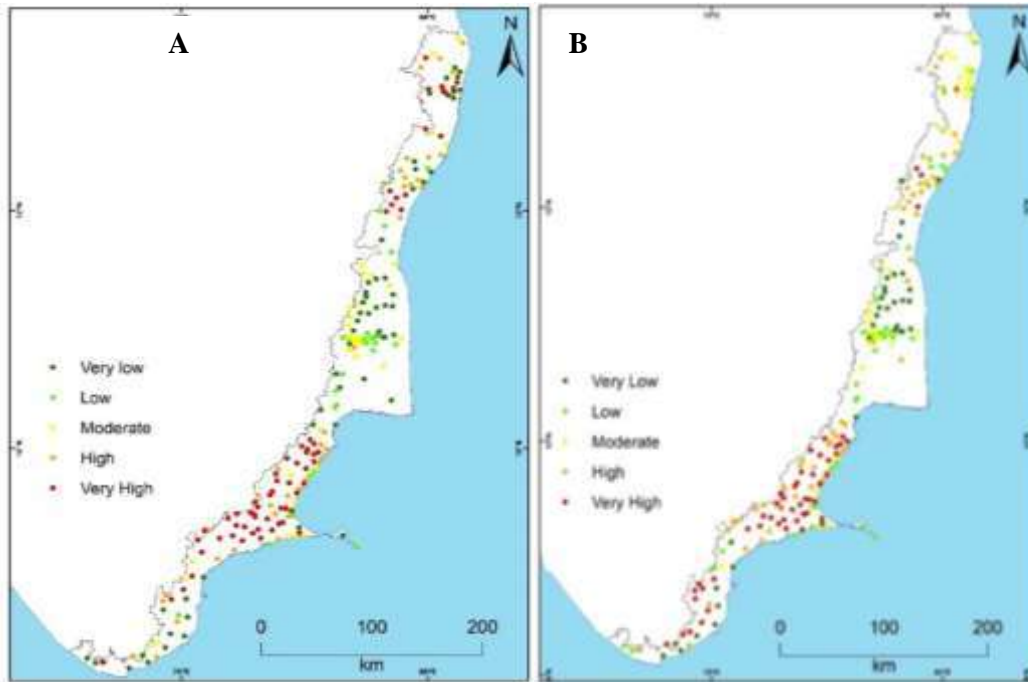 A
N
Very low
Low
Moderate
High
Very High
0 100 200
km
B
N
Very Low
Low
Moderate
High
Very High
0 100 200
km